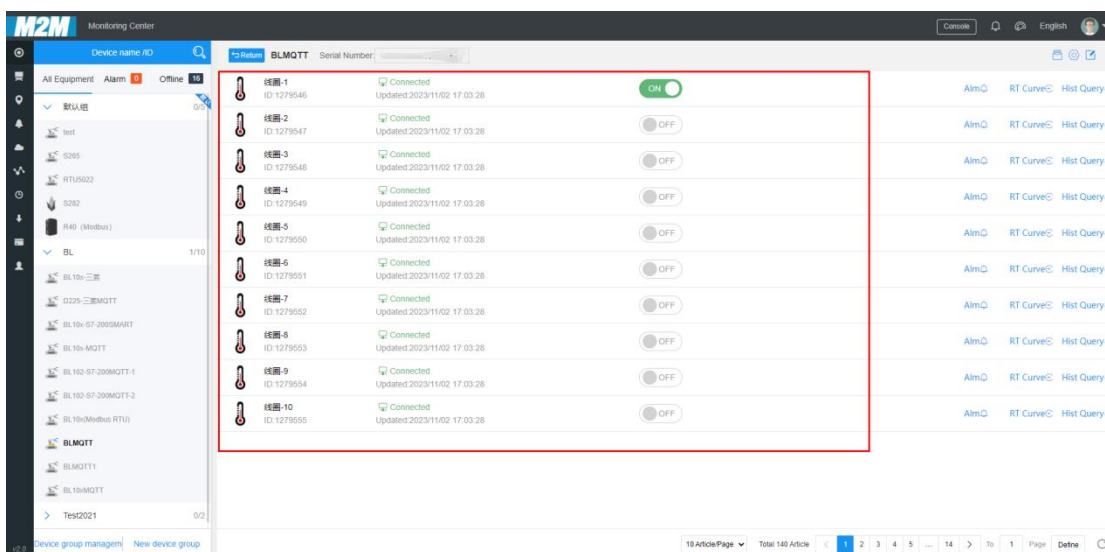 M2M Monitoring Center Console English
Device name /ID
Return BLMQTT Serial Number:
All Equipment Alarm 0 Offline 16
默认组 0/5
test
S265
RTU5022
S282
R40 (Modbus)
BL 1/10
BL10x-三菱
D225-三菱MQTT
BL10x-S7-200SMART
BL10x-MQTT
BL102-S7-200MQTT-1
BL102-S7-200MQTT-2
BL10x(Modbus RTU)
BLMQTT
BLMQTT1
BL10xMQTT
Test2021 0/2
Device group managem New device group
V2.0
线圈-1 Connected ON
ID:1279546 Updated:2023/11/02 17:03:28 Alm RT Curve Hist Query
线圈-2 Connected OFF
ID:1279547 Updated:2023/11/02 17:03:28 Alm RT Curve Hist Query
线圈-3 Connected OFF
ID:1279548 Updated:2023/11/02 17:03:28 Alm RT Curve Hist Query
线圈-4 Connected OFF
ID:1279549 Updated:2023/11/02 17:03:28 Alm RT Curve Hist Query
线圈-5 Connected OFF
ID:1279550 Updated:2023/11/02 17:03:28 Alm RT Curve Hist Query
线圈-6 Connected OFF
ID:1279551 Updated:2023/11/02 17:03:28 Alm RT Curve Hist Query
线圈-7 Connected OFF
ID:1279552 Updated:2023/11/02 17:03:28 Alm RT Curve Hist Query
线圈-8 Connected OFF
ID:1279553 Updated:2023/11/02 17:03:28 Alm RT Curve Hist Query
线圈-9 Connected OFF
ID:1279554 Updated:2023/11/02 17:03:28 Alm RT Curve Hist Query
线圈-10 Connected OFF
ID:1279555 Updated:2023/11/02 17:03:28 Alm RT Curve Hist Query
10 Article/Page Total 140 Article < 1 2 3 4 5 ... 14 > To 1 Page Define